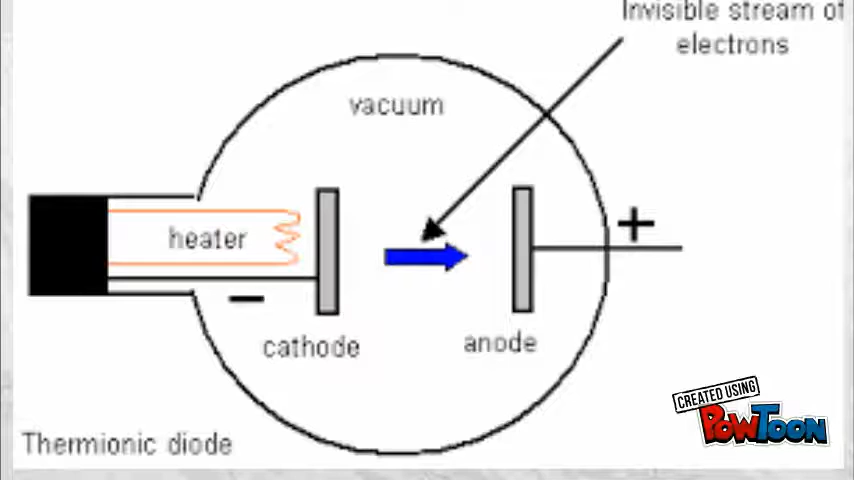 Invisible stream of
electrons
vacuum
+
heater
−
cathode
anode
Thermionic diode
CREATED USING
POWTOON